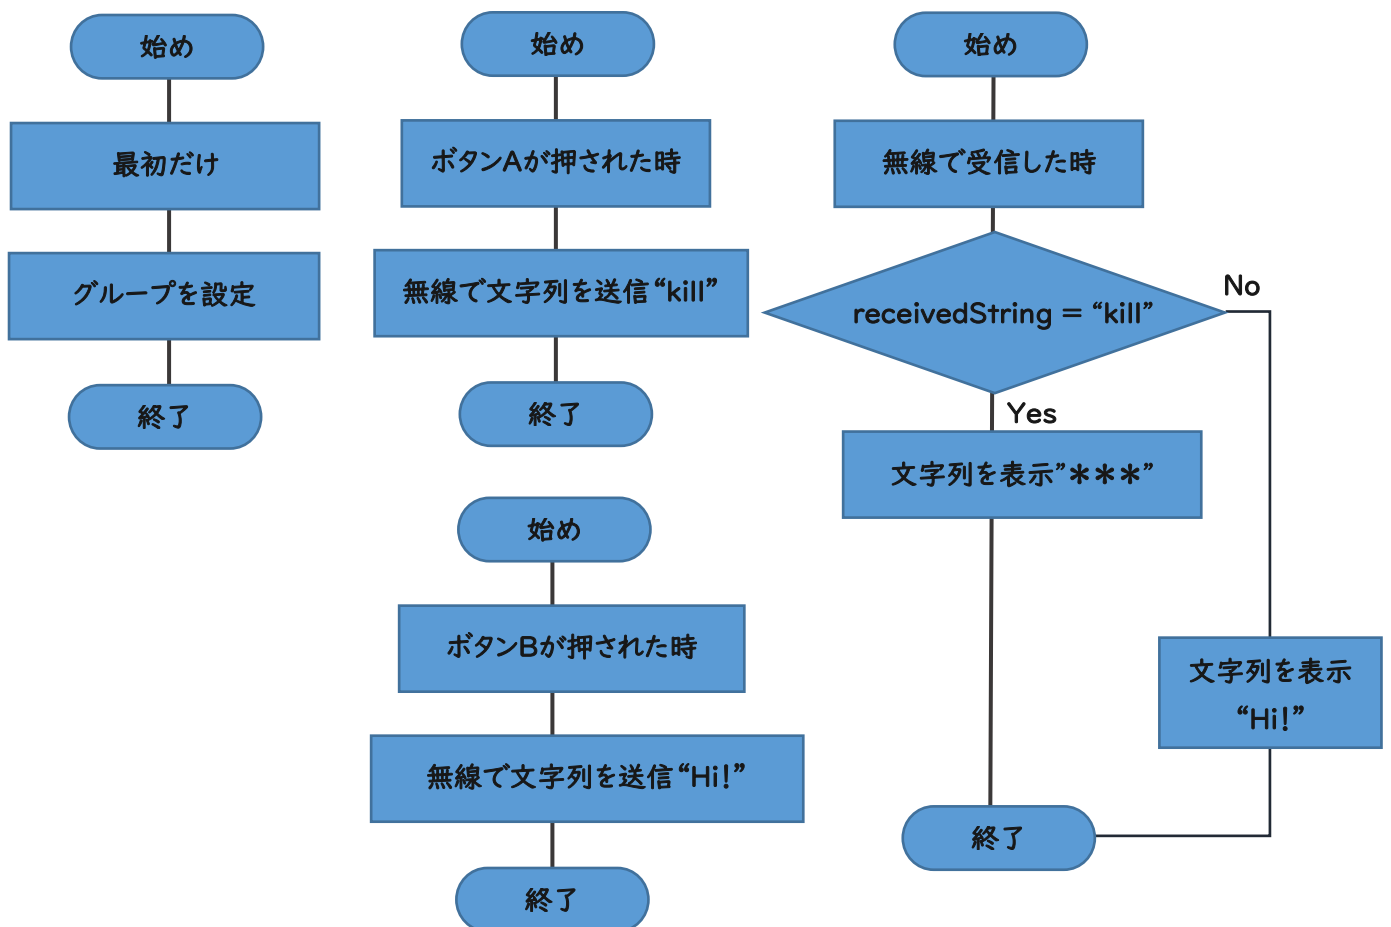 始め
最初だけ
グループを設定
終了
始め
ボタンAが押された時
無線で文字列を送信“kill”
終了
始め
ボタンBが押された時
無線で文字列を送信“Hi!”
終了
始め
無線で受信した時
receivedString = “kill”
No
Yes
文字列を表示”＊＊＊”
文字列を表示
“Hi!”
終了